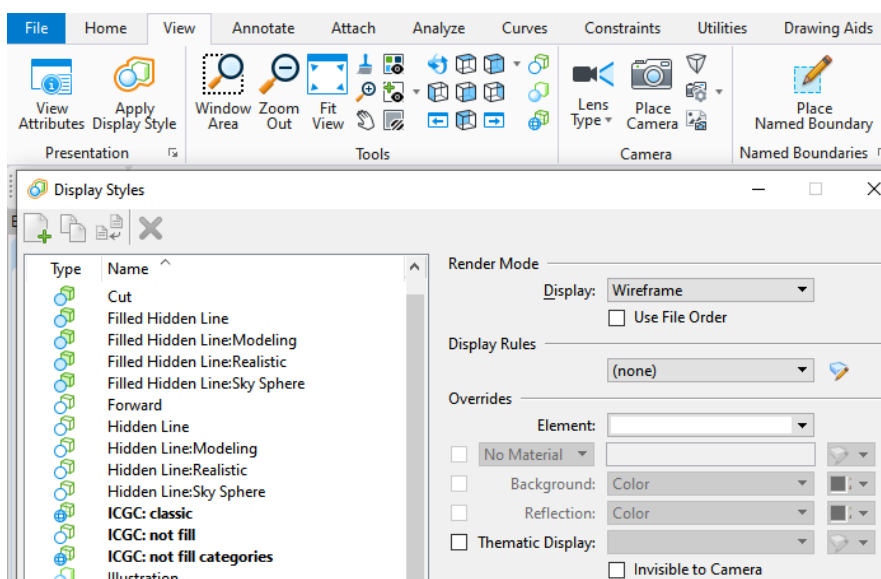 File Home View Annotate Attach Analyze Curves Constraints Utilities Drawing Aids
View Attributes
Apply Display Style
Window Area
Zoom Out
Fit View
Lens Type
Place Camera
Place Named Boundary
Presentation Tools Camera Named Boundaries
Display Styles
Type Name
Cut
Filled Hidden Line
Filled Hidden Line:Modeling
Filled Hidden Line:Realistic
Filled Hidden Line:Sky Sphere
Forward
Hidden Line
Hidden Line:Modeling
Hidden Line:Realistic
Hidden Line:Sky Sphere
ICGC: classic
ICGC: not fill
ICGC: not fill categories
Illustration
Render Mode
Display: Wireframe
Use File Order
Display Rules
(none)
Overrides
Element:
No Material
Background: Color
Reflection: Color
Thematic Display:
Invisible to Camera